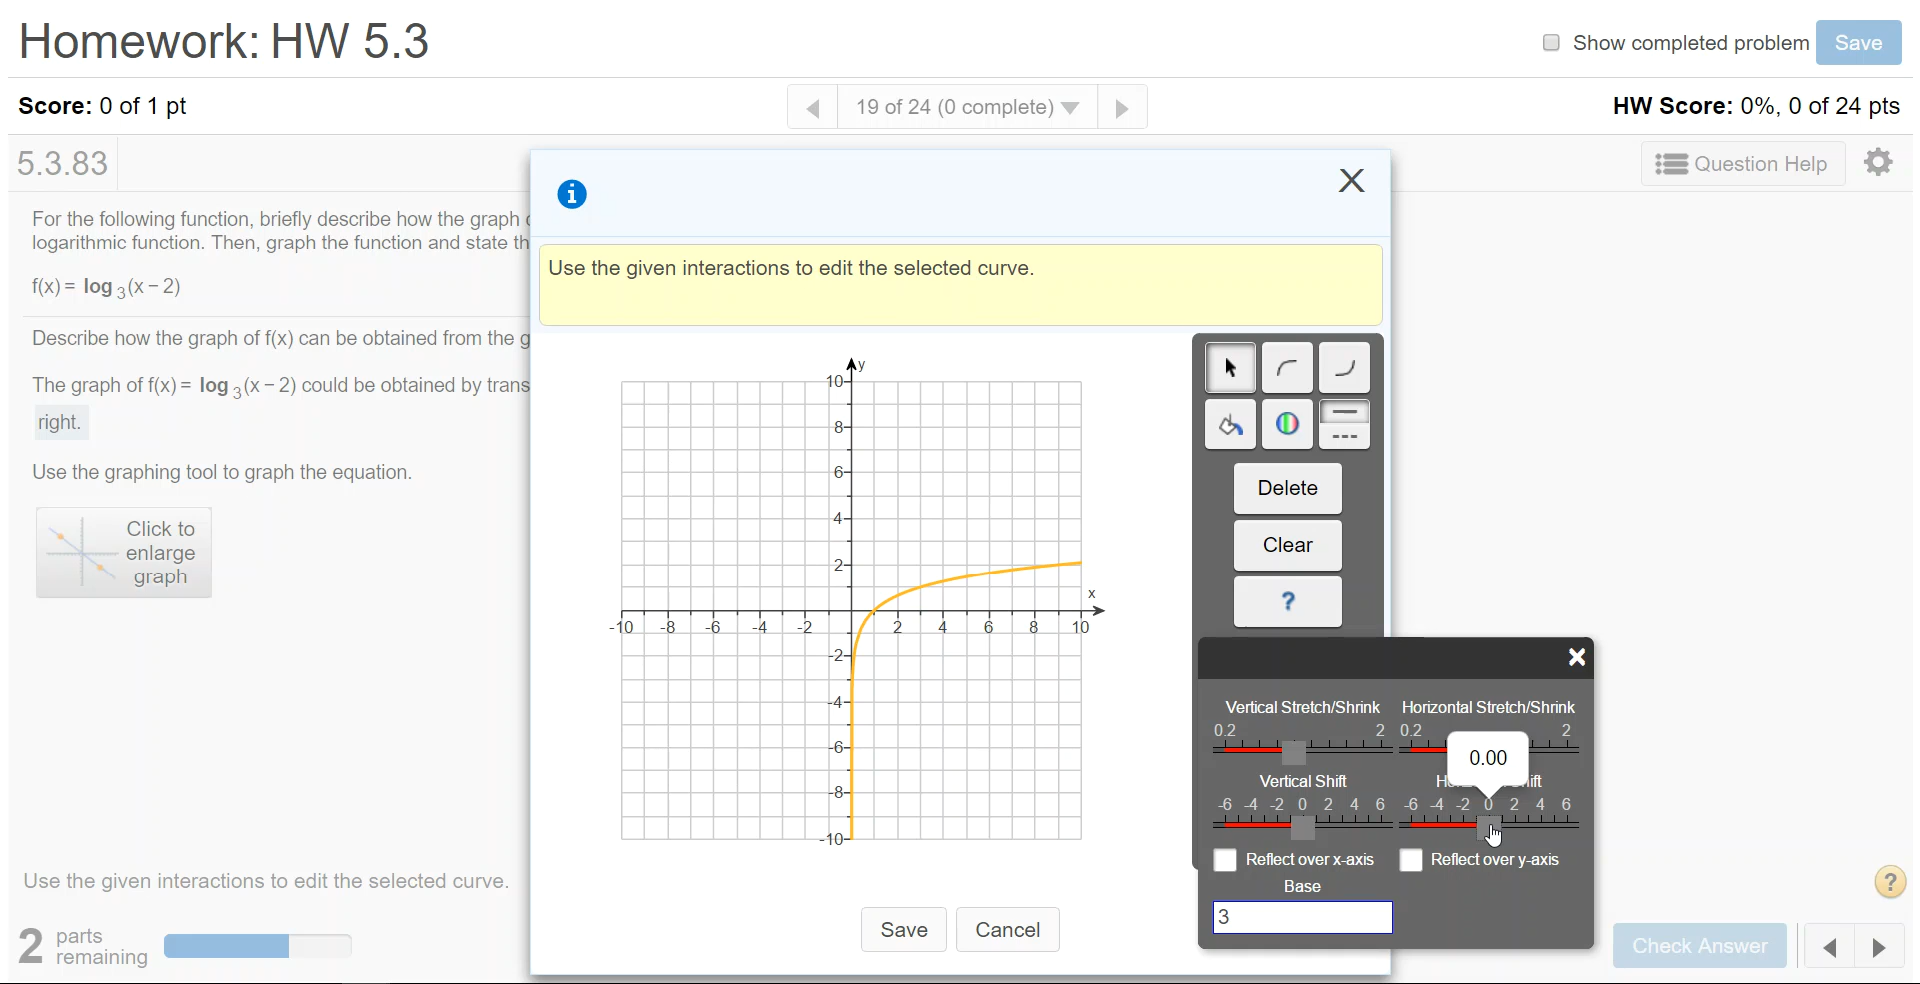 Homework: HW 5.3
Show completed problem
Save
Score: 0 of 1 pt
19 of 24 (0 complete)
HW Score: 0%, 0 of 24 pts
5.3.83
Question Help
For the following function, briefly describe how the graph
logarithmic function. Then, graph the function and state th
f(x) = log 3 (x − 2)
Describe how the graph of f(x) can be obtained from the g
The graph of f(x) = log 3 (x − 2) could be obtained by trans
right.
Use the graphing tool to graph the equation.
Click to
enlarge
graph
Use the given interactions to edit the selected curve.
2 parts
remaining
Use the given interactions to edit the selected curve.
y
10
8
6
4
2
x
-10 -8 -6 -4 -2 2 4 6 8 10
-2
-4
-6
-8
-10
Delete
Clear
?
Save Cancel
Vertical Stretch/Shrink Horizontal Stretch/Shrink
0.2 2 0.2 2
0.00
Vertical Shift H ift
-6 -4 -2 0 2 4 6 -6 -4 -2 0 2 4 6
Reflect over x-axis Reflect over y-axis
Base
3
?
Check Answer